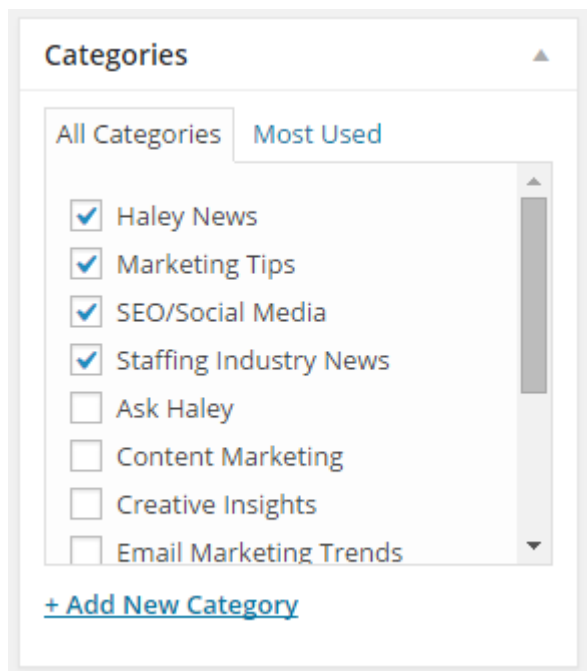 Categories
All Categories Most Used
Haley News
Marketing Tips
SEO/Social Media
Staffing Industry News
Ask Haley
Content Marketing
Creative Insights
Email Marketing Trends
+ Add New Category